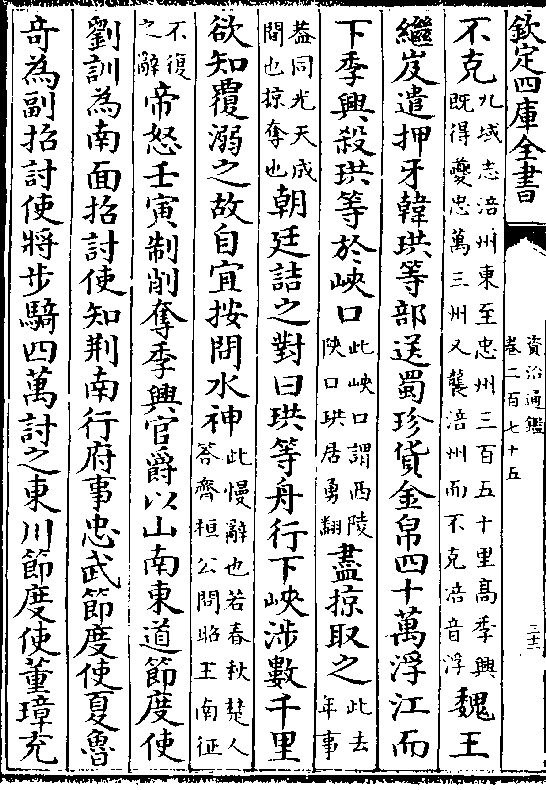 欽定四庫全書
資治通鑑
卷二百七十五
三十二
不克九域志涪州東至忠州三百五十里髙季興既得夔忠萬三州又襲涪州而不克涪音浮魏王
繼岌遣押牙韓珙等部送蜀珍貨金帛四十萬浮江而
下季興殺珙等於峽口此峽口謂西陵峽口珙居勇翻盡掠取之此去年事
葢同光天成間也掠奪也朝廷詰之對曰珙等舟行下峽渉數千里
欲知覆溺之故自宜按問水神此慢辭也若春秋楚人答齊桓公問昭王南征
不復之辭帝怒壬寅制削奪季興官爵以山南東道節度使
劉訓為南面招討使知荆南行府事忠武節度使夏魯
竒為副招討使將歩騎四萬討之東川節度使董璋充